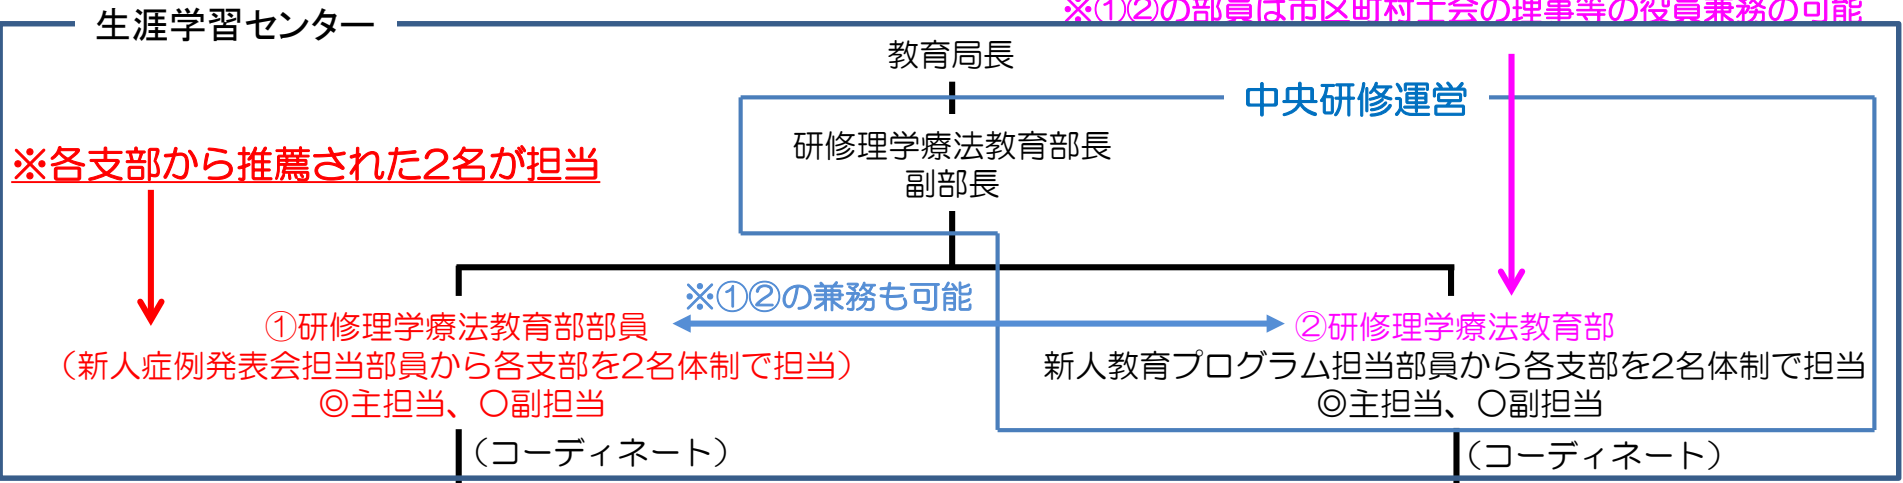 ※①②の部員は市区町村士会の理事等の役員兼務の可能
生涯学習センター
教育局長
中央研修運営
研修理学療法教育部長
副部長
※各支部から推薦された2名が担当
※①②の兼務も可能
①研修理学療法教育部部員
（新人症例発表会担当部員から各支部を2名体制で担当）
◎主担当、〇副担当
（コーディネート）
②研修理学療法教育部
新人教育プログラム担当部員から各支部を2名体制で担当
◎主担当、〇副担当
（コーディネート）